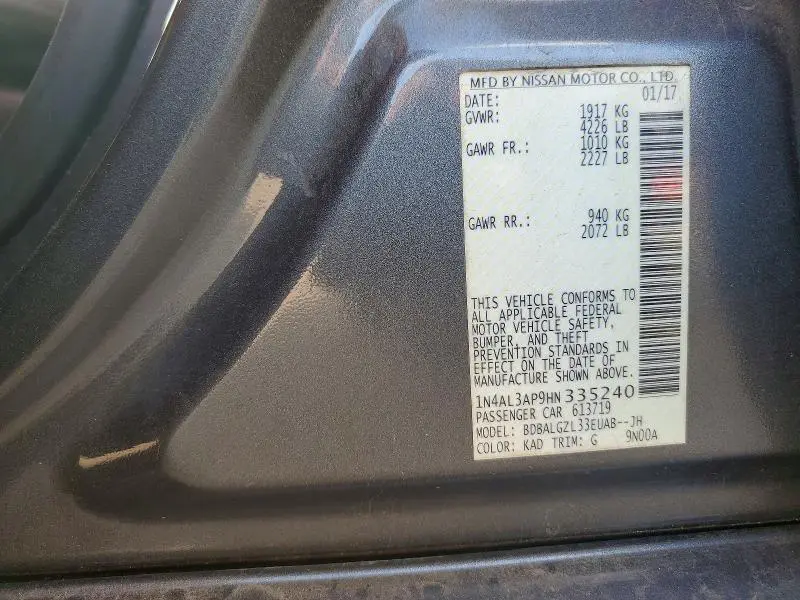 MFD BY NISSAN MOTOR CO., LTD.
DATE: 01/17
GVWR: 1917 KG
4226 LB
GAWR FR.: 1010 KG
2227 LB
GAWR RR.: 940 KG
2072 LB
THIS VEHICLE CONFORMS TO
ALL APPLICABLE FEDERAL
MOTOR VEHICLE SAFETY,
BUMPER, AND THEFT
PREVENTION STANDARDS IN
EFFECT ON THE DATE OF
MANUFACTURE SHOWN ABOVE.
1N4AL3AP9HN 335240
PASSENGER CAR 613719
MODEL: BDBALGZL33EUAB--JH
COLOR: KAD TRIM: G 9N00A